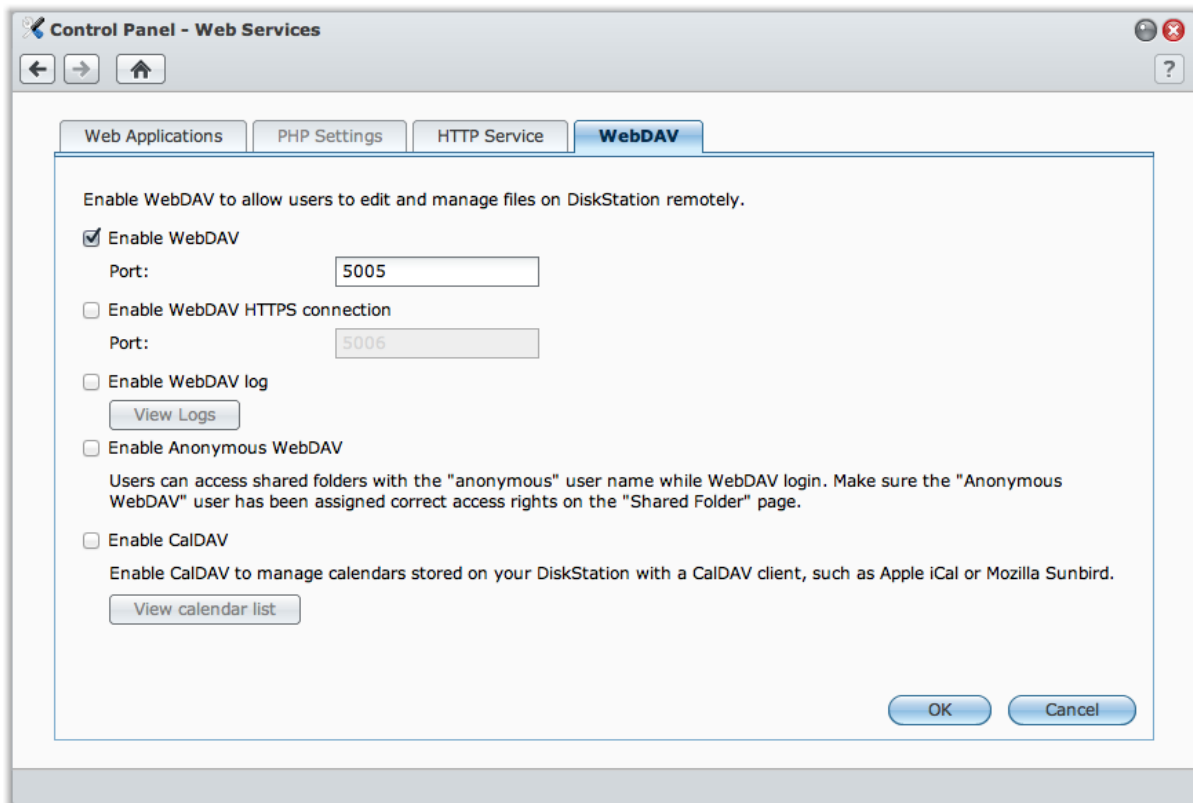 Control Panel - Web Services
?
Web Applications PHP Settings HTTP Service WebDAV
Enable WebDAV to allow users to edit and manage files on DiskStation remotely.
Enable WebDAV
Port: 5005
Enable WebDAV HTTPS connection
Port: 5006
Enable WebDAV log
View Logs
Enable Anonymous WebDAV
Users can access shared folders with the "anonymous" user name while WebDAV login. Make sure the "Anonymous
WebDAV" user has been assigned correct access rights on the "Shared Folder" page.
Enable CalDAV
Enable CalDAV to manage calendars stored on your DiskStation with a CalDAV client, such as Apple iCal or Mozilla Sunbird.
View calendar list
OK Cancel